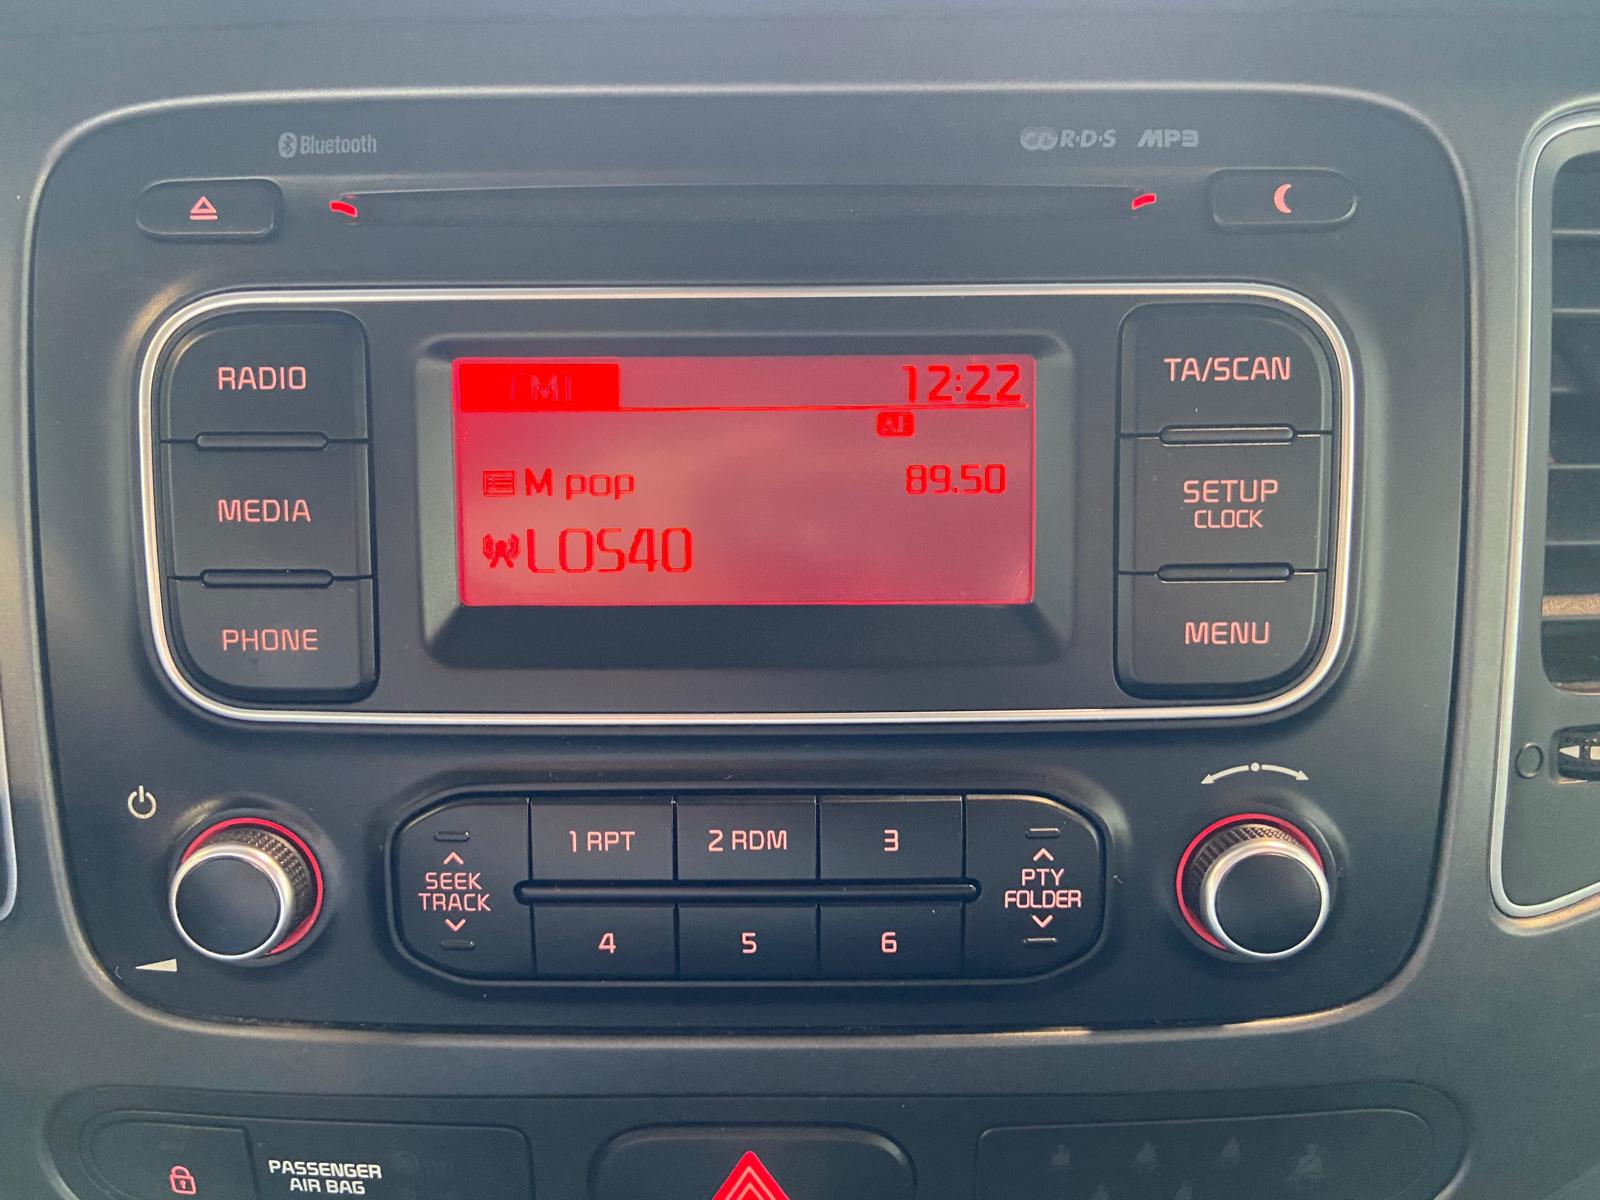 Bluetooth
R·D·S MP3
RADIO
MEDIA
PHONE
FM1 12:22
AF
M pop 89.50
LOS40
TA/SCAN
SETUP
CLOCK
MENU
SEEK
TRACK
1 RPT
2 RDM
3
4
5
6
PTY
FOLDER
PASSENGER
AIR BAG